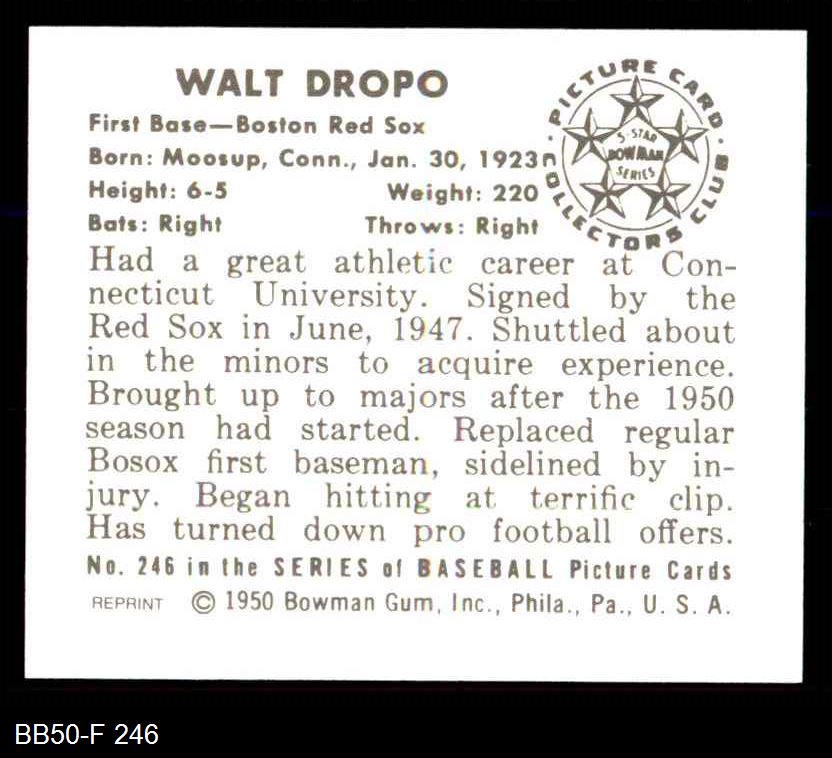 WALT DROPO
First Base—Boston Red Sox
Born: Moosup, Conn., Jan. 30, 1923
Height: 6-5 Weight: 220
Bats: Right Throws: Right
PICTURE CARD COLLECTORS CLUB
5-STAR
BOWMAN
SERIES
Had a great athletic career at Con-
necticut University. Signed by the
Red Sox in June, 1947. Shuttled about
in the minors to acquire experience.
Brought up to majors after the 1950
season had started. Replaced regular
Bosox first baseman, sidelined by in-
jury. Began hitting at terrific clip.
Has turned down pro football offers.
No. 246 in the SERIES of BASEBALL Picture Cards
REPRINT © 1950 Bowman Gum, Inc., Phila., Pa., U. S. A.
BB50-F 246